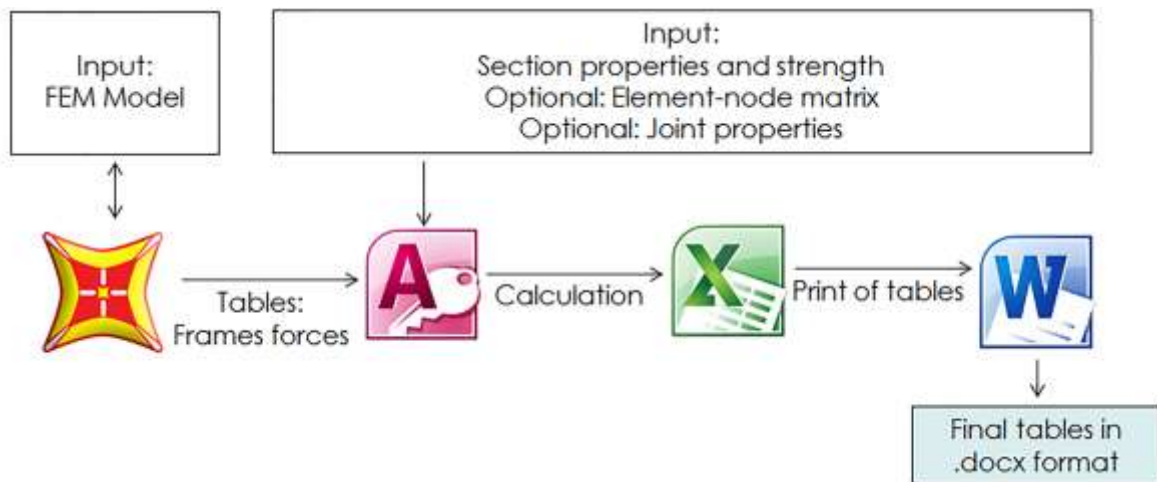 Input:
FEM Model
Input:
Section properties and strength
Optional: Element-node matrix
Optional: Joint properties
A
X
W
Tables:
Frames forces
Calculation
Print of tables
Final tables in
.docx format